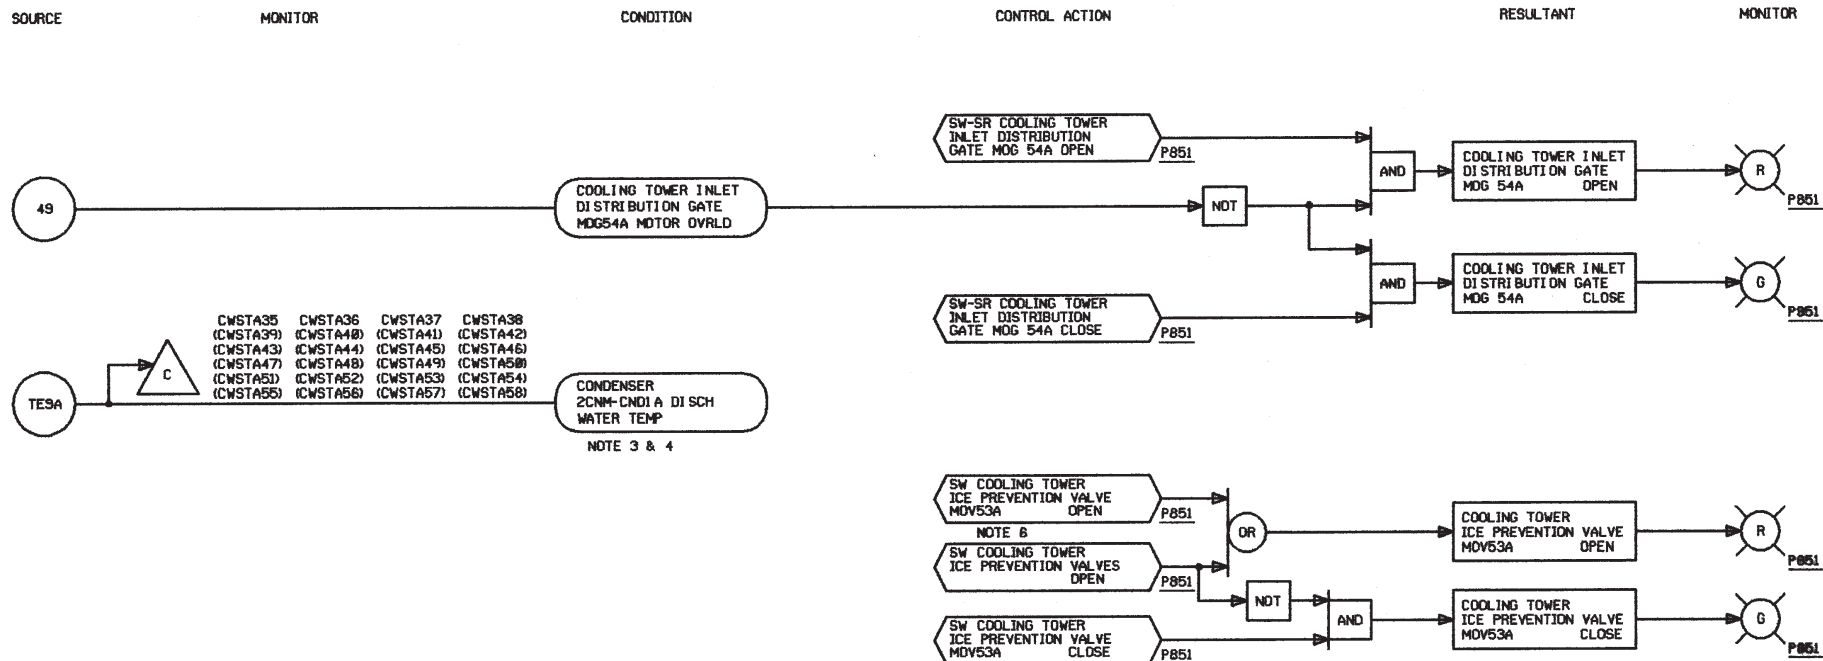 SOURCE MONITOR CONDITION CONTROL ACTION RESULTANT MONITOR
SW-SR COOLING TOWER
INLET DISTRIBUTION
GATE MOG 54A OPEN
P851
AND
COOLING TOWER INLET
DISTRIBUTION GATE
MOG 54A OPEN
R
P851
49
COOLING TOWER INLET
DISTRIBUTION GATE
MOG54A MOTOR OVRLD
NOT
AND
COOLING TOWER INLET
DISTRIBUTION GATE
MOG 54A CLOSE
G
P851
SW-SR COOLING TOWER
INLET DISTRIBUTION
GATE MOG 54A CLOSE
P851
CWSTA35 CWSTA36 CWSTA37 CWSTA38
(CWSTA39) (CWSTA40) (CWSTA41) (CWSTA42)
(CWSTA43) (CWSTA44) (CWSTA45) (CWSTA46)
(CWSTA47) (CWSTA48) (CWSTA49) (CWSTA50)
(CWSTA51) (CWSTA52) (CWSTA53) (CWSTA54)
(CWSTA55) (CWSTA56) (CWSTA57) (CWSTA58)
C
TE9A
CONDENSER
2CNM-CND1A DISCH
WATER TEMP
NOTE 3 & 4
SW COOLING TOWER
ICE PREVENTION VALVE
MOV53A OPEN
P851
NOTE 6
SW COOLING TOWER
ICE PREVENTION VALVES
OPEN
P851
OR
COOLING TOWER
ICE PREVENTION VALVE
MOV53A OPEN
R
P851
NOT
AND
COOLING TOWER
ICE PREVENTION VALVE
MOV53A CLOSE
G
P851
SW COOLING TOWER
ICE PREVENTION VALVE
MOV53A CLOSE
P851